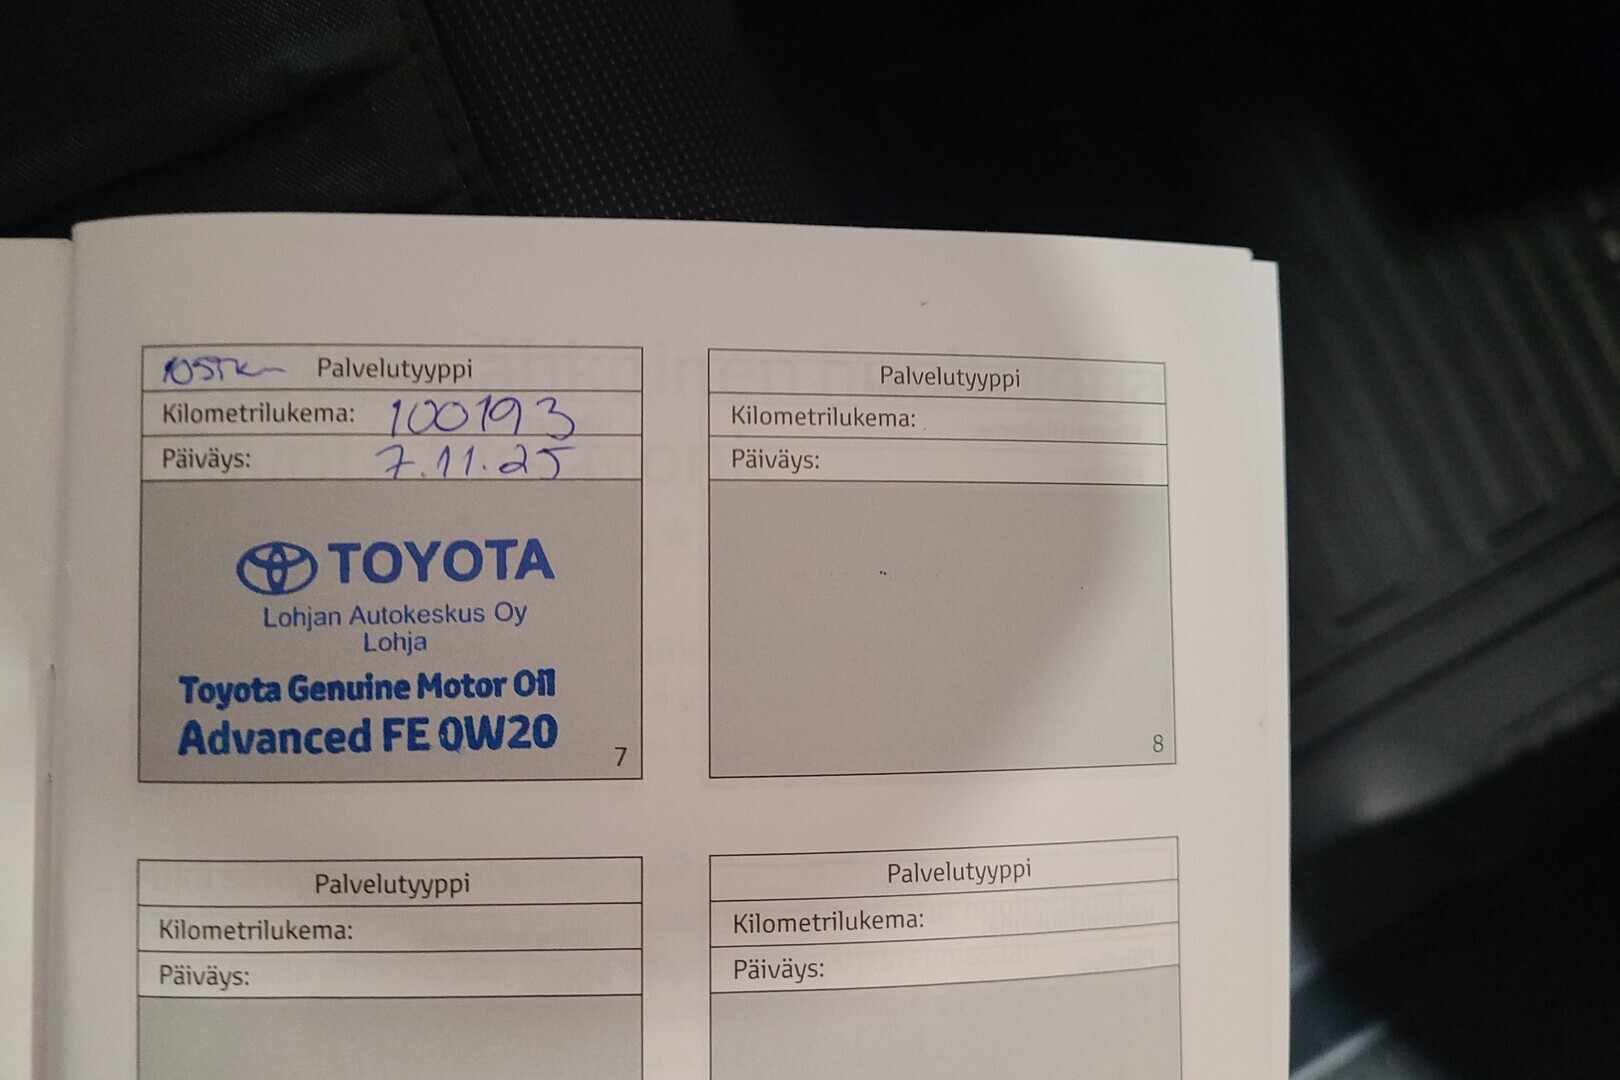 105Tkm Palvelutyyppi
Kilometrilukema: 100193
Päiväys: 7.11.25
TOYOTA
Lohjan Autokeskus Oy
Lohja
Toyota Genuine Motor Oil
Advanced FE 0W20
7
Palvelutyyppi
Kilometrilukema:
Päiväys:
8
Palvelutyyppi
Kilometrilukema:
Päiväys:
Palvelutyyppi
Kilometrilukema:
Päiväys: